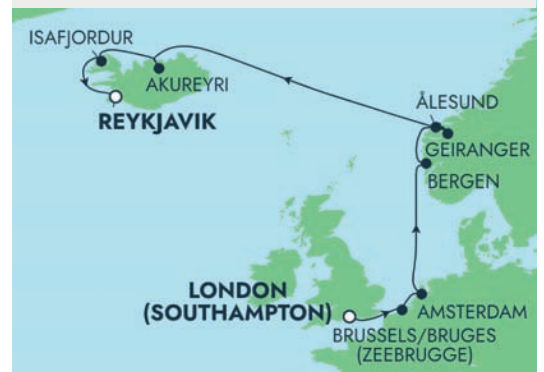 ISAFJORDUR
AKUREYRI
REYKJAVIK
ÅLESUND
GEIRANGER
BERGEN
LONDON
(SOUTHAMPTON)
AMSTERDAM
BRUSSELS/BRUGES
(ZEEBRUGGE)